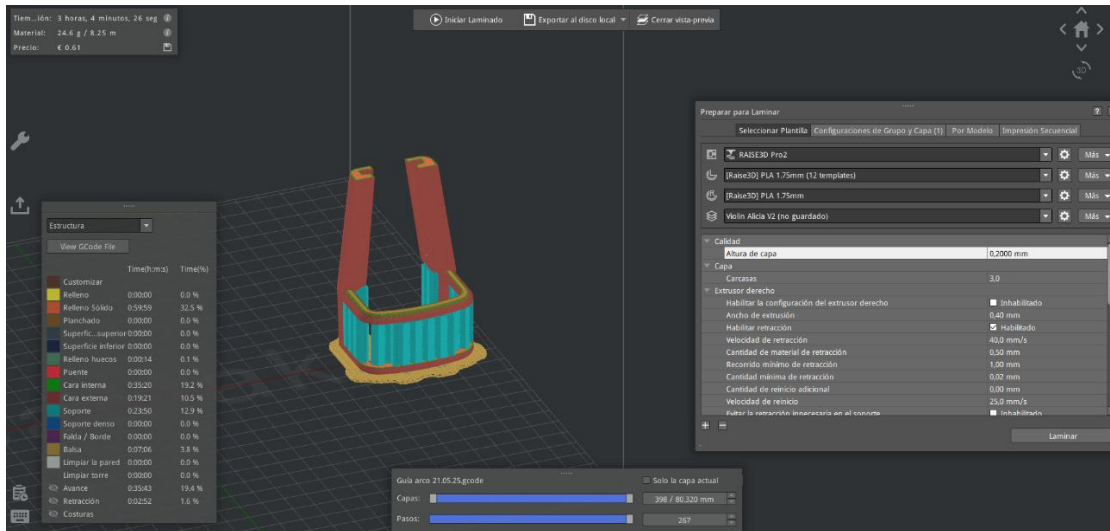 Tiem...ión: 3 horas, 4 minutos, 26 seg
Material: 24.6 g / 8.25 m
Precio: € 0.61
Iniciar Laminado Exportar al disco local Cerrar vista-previa
3D
Estructura
View GCode File
Time(h:m:s) Time(%)
Customizar
Relleno 0:00:00 0.0 %
Relleno Sólido 0:59:59 32.5 %
Planchado 0:00:00 0.0 %
Superfic...superior 0:00:00 0.0 %
Superficie inferior 0:00:00 0.0 %
Relleno huecos 0:00:14 0.1 %
Puente 0:00:00 0.0 %
Cara interna 0:35:20 19.2 %
Cara externa 0:19:21 10.5 %
Soporte 0:23:50 12.9 %
Soporte denso 0:00:00 0.0 %
Falda / Borde 0:00:00 0.0 %
Balsa 0:07:06 3.8 %
Limpiar la pared 0:00:00 0.0 %
Limpiar torre 0:00:00 0.0 %
Avance 0:35:43 19.4 %
Retracción 0:02:52 1.6 %
Costuras
Preparar para Laminar ?
Seleccionar Plantilla Configuraciones de Grupo y Capa (1) Por Modelo Impresión Secuencial
RAISE3D Pro2 Más
[Raise3D] PLA 1.75mm (12 templates) Más
[Raise3D] PLA 1.75mm Más
Violin Alicia V2 (no guardado) Más
Calidad
Altura de capa 0,2000 mm
Capa
Carcasas 3,0
Extrusor derecho
Habilitar la configuración del extrusor derecho Inhabilitado
Ancho de extrusión 0,40 mm
Habilitar retracción Habilitado
Velocidad de retracción 40,0 mm/s
Cantidad de material de retracción 0,50 mm
Recorrido mínimo de retracción 1,00 mm
Cantidad mínima de retracción 0,02 mm
Cantidad de reinicio adicional 0,00 mm
Velocidad de reinicio 25,0 mm/s
Evitar la retracción innecesaria en el soporte Inhabilitado
Laminar
Guía arco 21.05.25.gcode Solo la capa actual
Capas: 398 / 80.320 mm
Pasos: 267